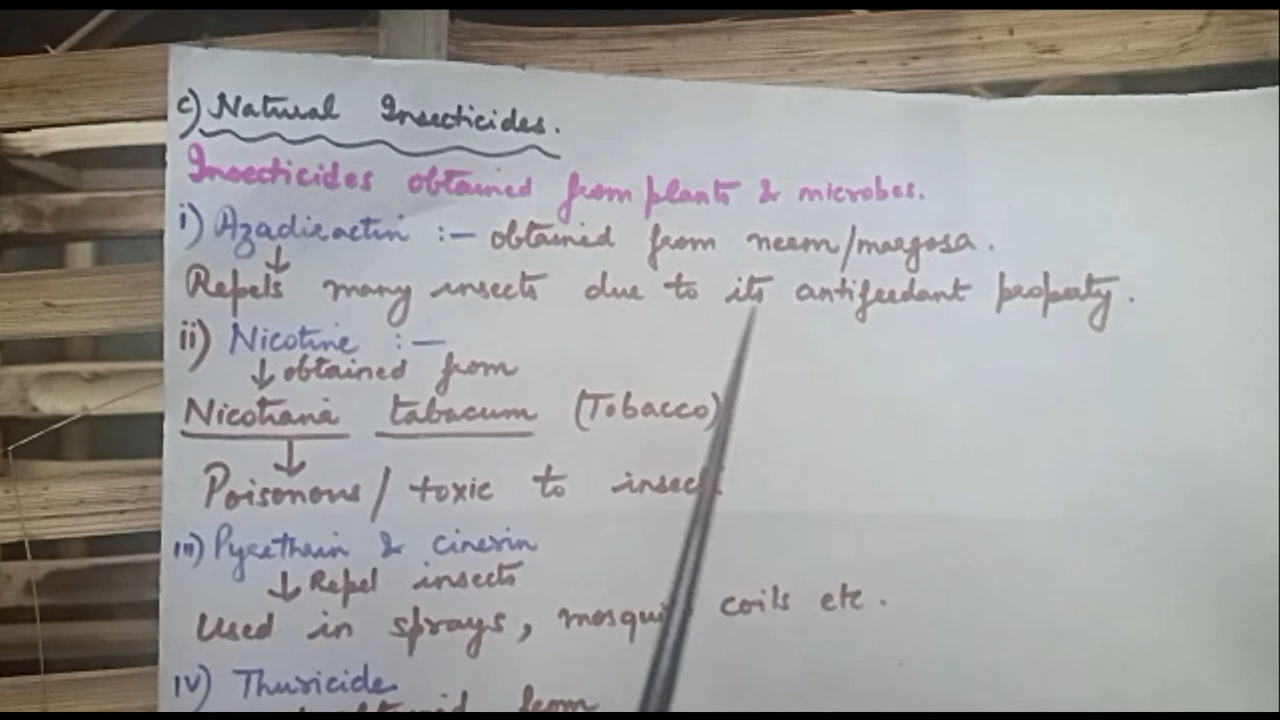 c) Natural Insecticides.
Insecticides obtained from plants & microbes.
i) Azadiractin :- obtained from neem/margosa.
↓
Repels many insects due to its antifeedant property.
ii) Nicotine :-
↓ obtained from
Nicotiana tabacum (Tobacco)
↓
Poisonous/ toxic to
iii) Pyrethrin & cinerin
↓ Repel insects
Used in sprays, coils etc.
iv) Thuricide
from